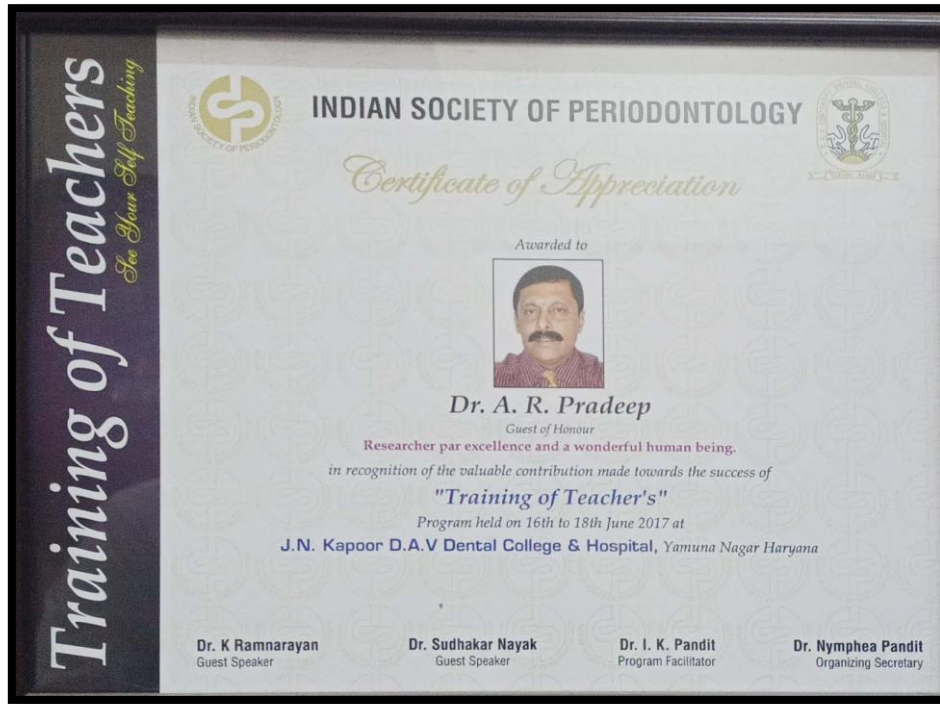 Training of Teachers
See Your Self Teaching
INDIAN SOCIETY OF PERIODONTOLOGY
INDIAN SOCIETY OF PERIODONTOLOGY
Certificate of Appreciation
Awarded to
Dr. A. R. Pradeep
Guest of Honour
Researcher par excellence and a wonderful human being.
in recognition of the valuable contribution made towards the success of
"Training of Teacher's"
Program held on 16th to 18th June 2017 at
J.N. Kapoor D.A.V Dental College & Hospital, Yamuna Nagar Haryana
Dr. K Ramnarayan
Guest Speaker
Dr. Sudhakar Nayak
Guest Speaker
Dr. I. K. Pandit
Program Facilitator
Dr. Nymphea Pandit
Organizing Secretary